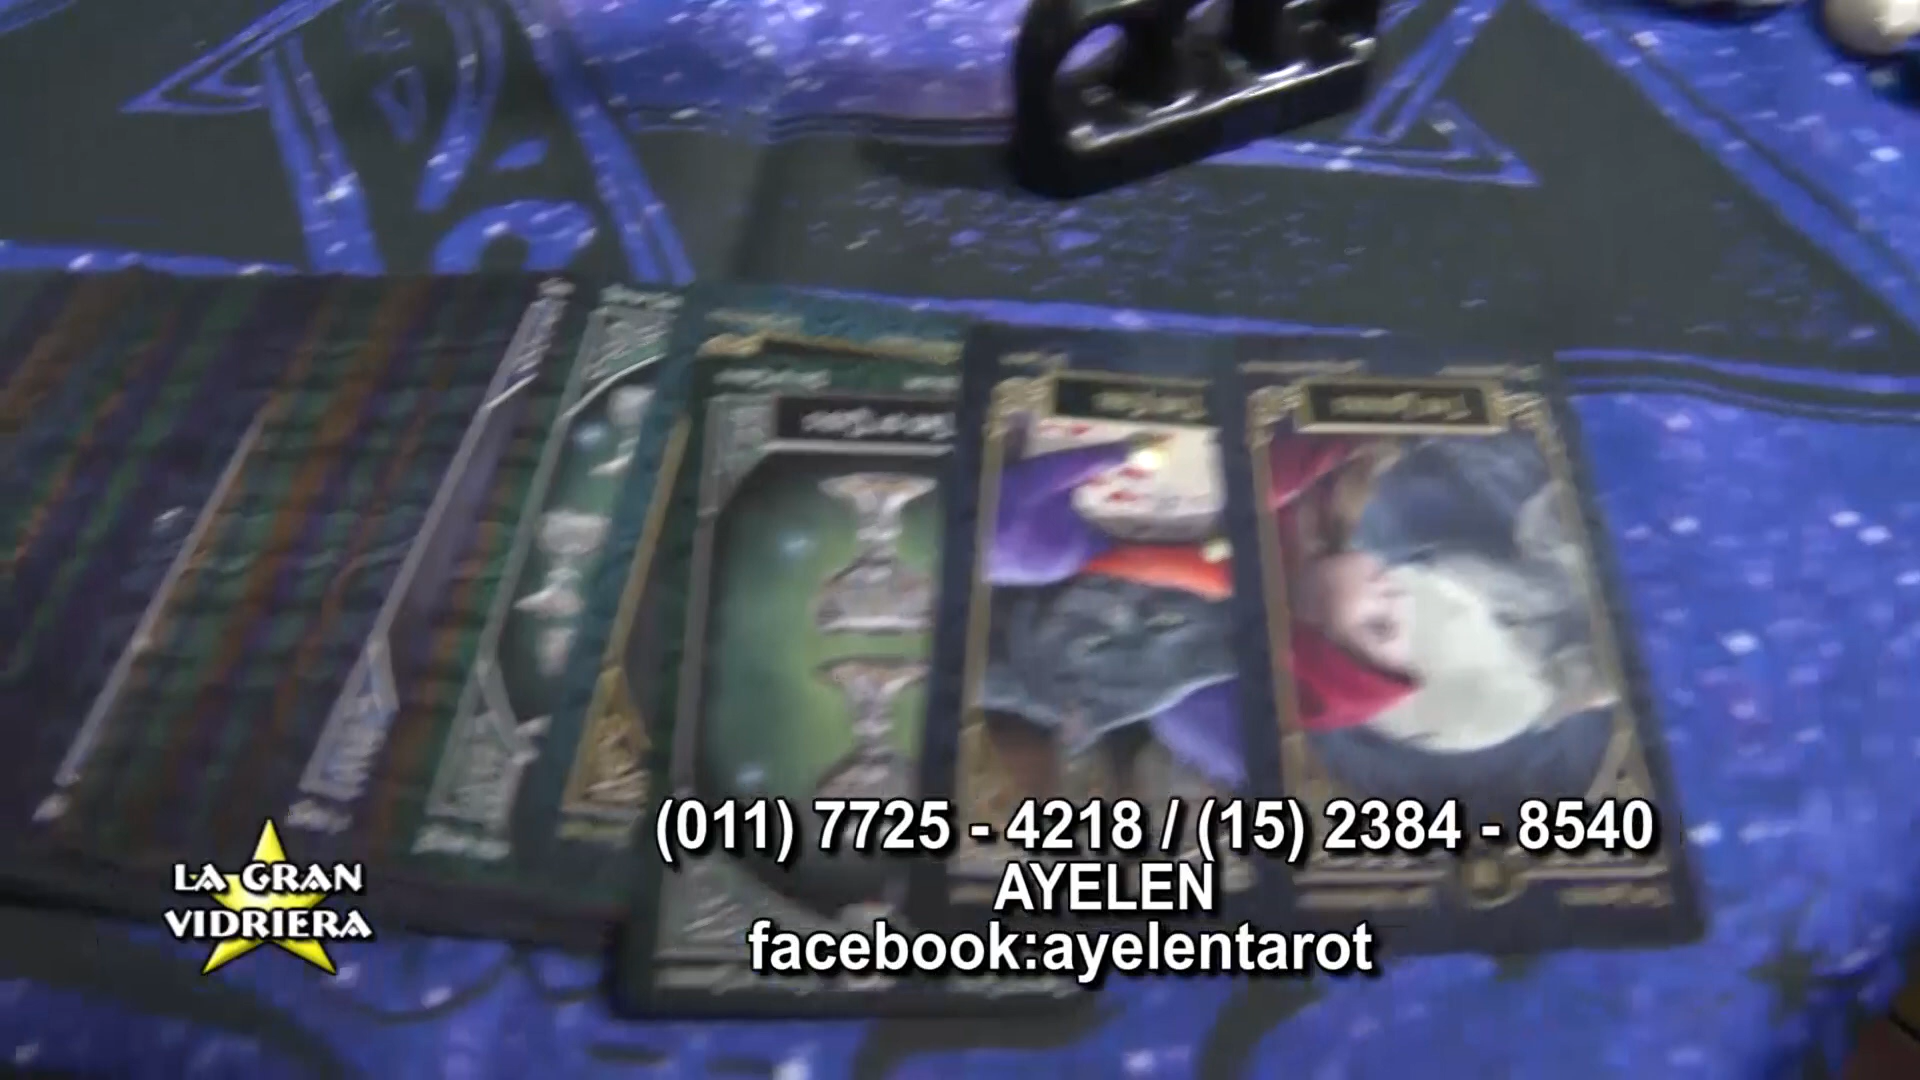 (011) 7725 - 4218 / (15) 2384 - 8540
AYELEN
facebook:ayelentarot
LA GRAN
VIDRIERA